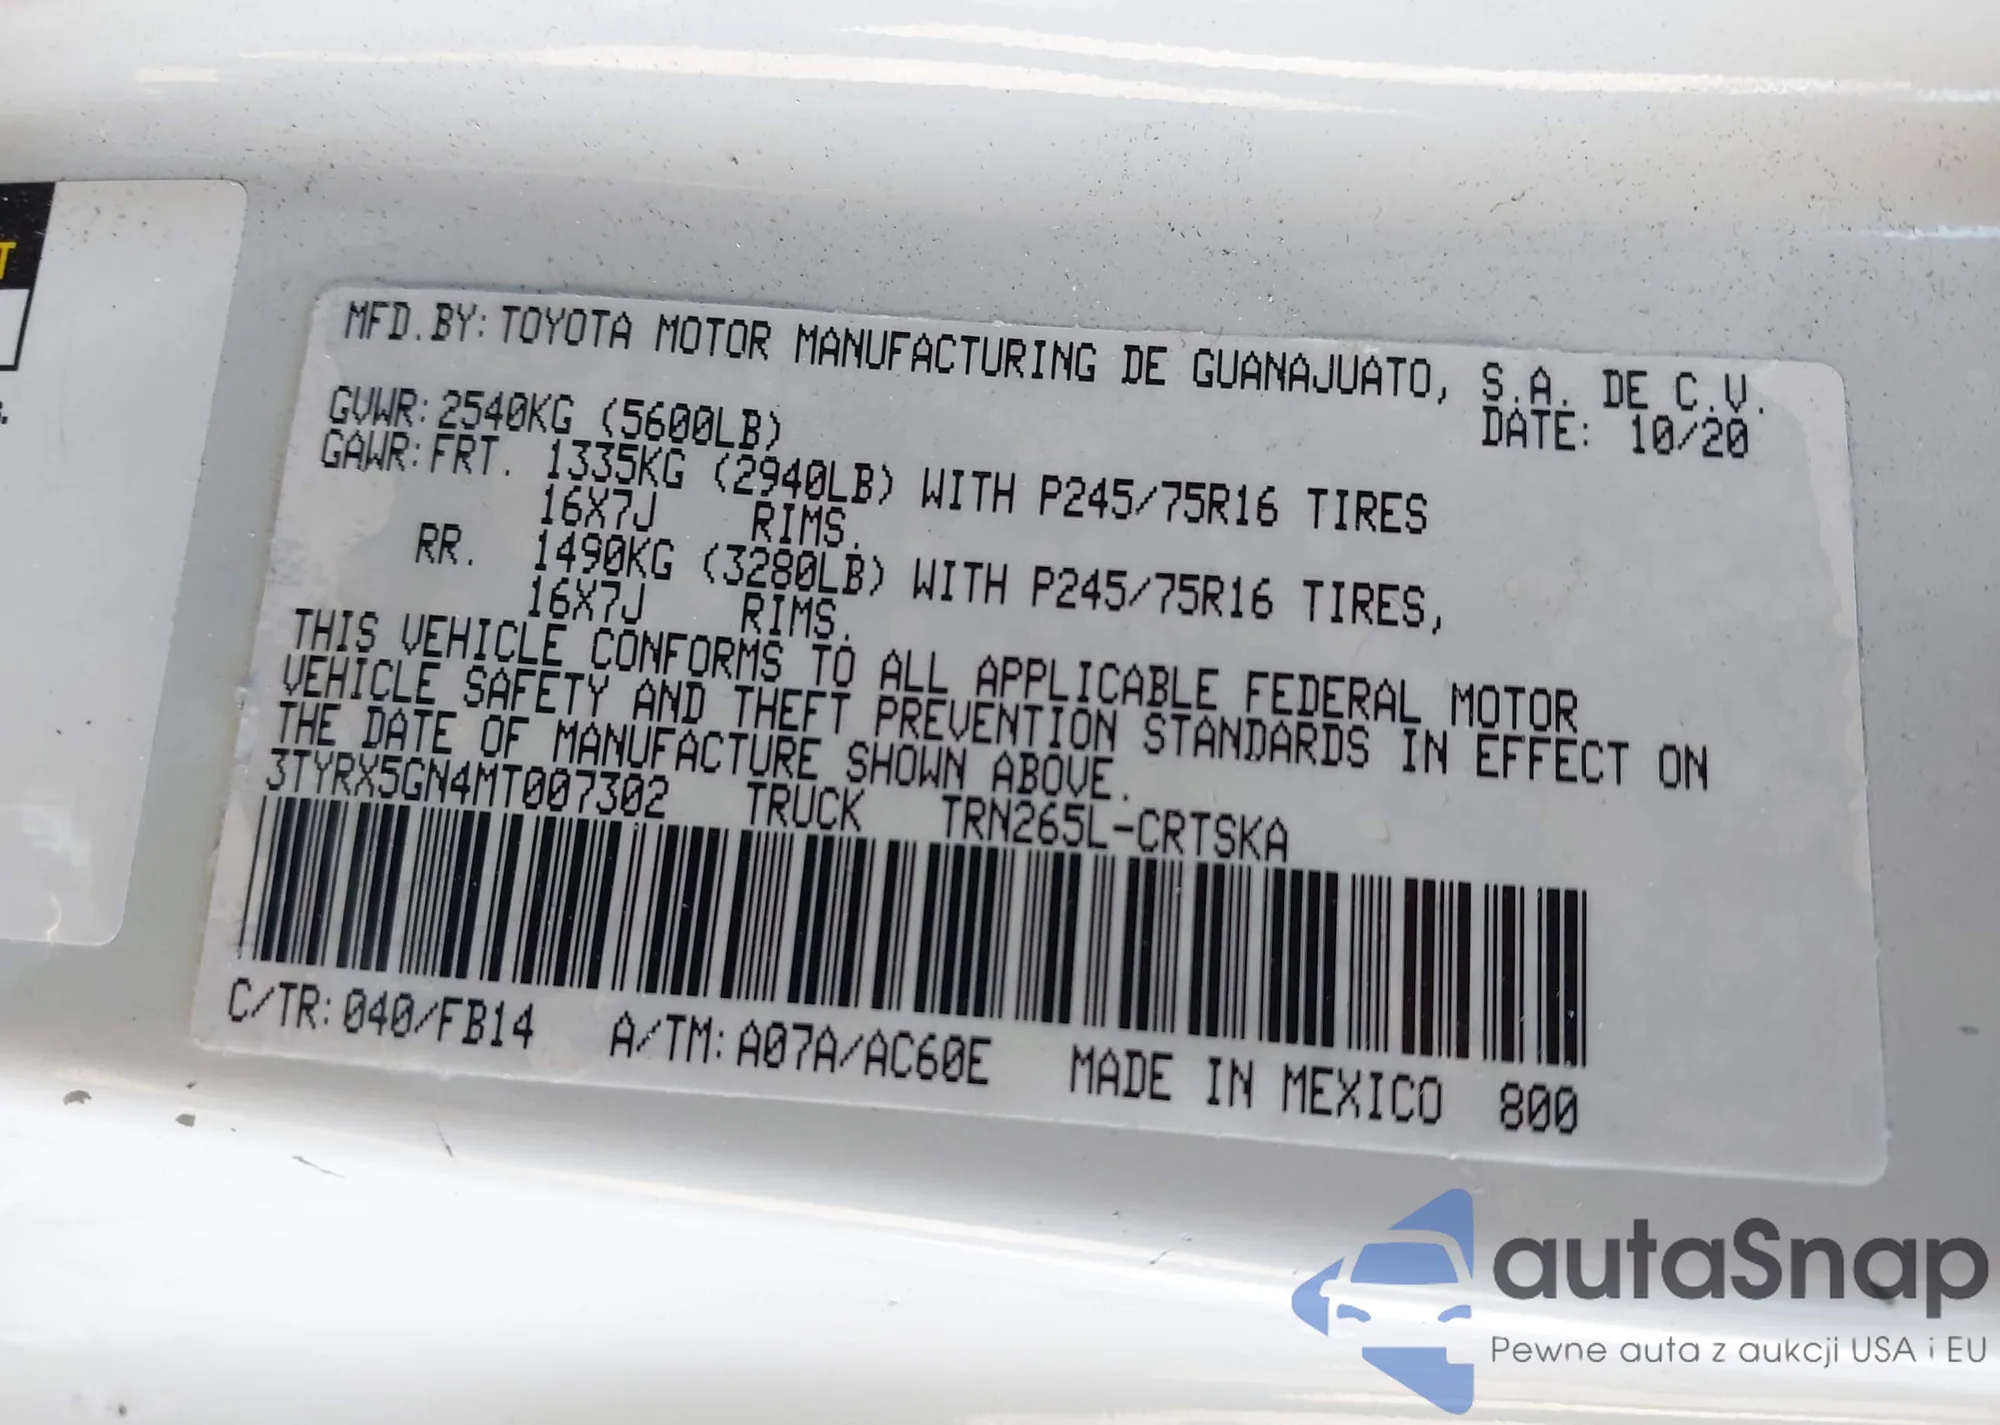 T
MFD.BY: TOYOTA MOTOR MANUFACTURING DE GUANAJUATO, S.A. DE C.V.
GVWR: 2540KG (5600LB) DATE: 10/20
GAWR: FRT. 1335KG (2940LB) WITH P245/75R16 TIRES
16X7J RIMS.
RR. 1490KG (3280LB) WITH P245/75R16 TIRES,
16X7J RIMS.
THIS VEHICLE CONFORMS TO ALL APPLICABLE FEDERAL MOTOR
VEHICLE SAFETY AND THEFT PREVENTION STANDARDS IN EFFECT ON
THE DATE OF MANUFACTURE SHOWN ABOVE.
3TYRX5GN4MT007302 TRUCK TRN265L-CRTSKA
C/TR: 040/FB14 A/TM: A07A/AC60E MADE IN MEXICO 800
autaSnap
Pewne auta z aukcji USA i EU